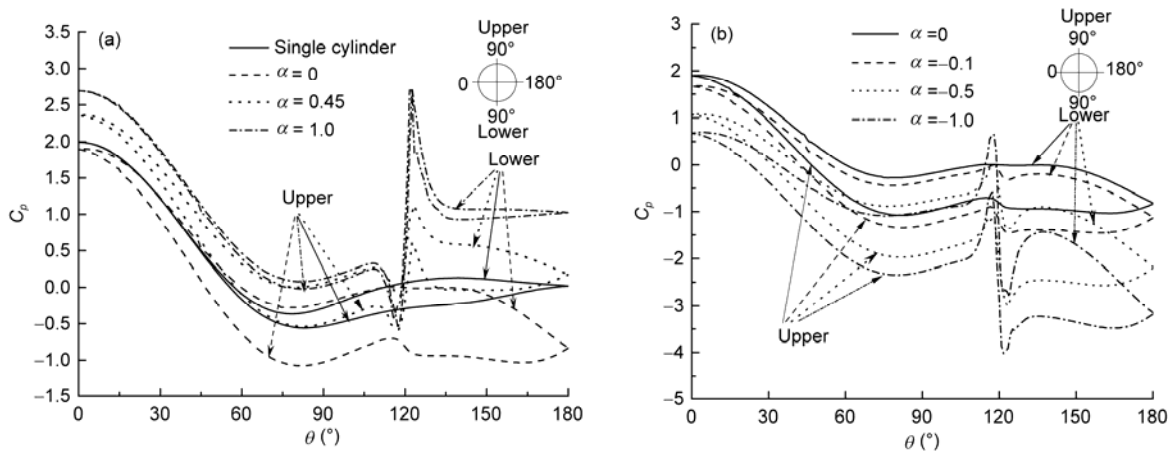 (a)
Single cylinder
α = 0
α = 0.45
α = 1.0
Upper
90°
0
180°
90°
Lower
Lower
Upper
3.5
3.0
2.5
2.0
1.5
1.0
0.5
0.0
−0.5
−1.0
−1.5
C_p
0 30 60 90 120 150 180
θ (°)
(b)
α=0
α=−0.1
α=−0.5
α=−1.0
Upper
90°
0
180°
90°
Lower
Upper
3
2
1
0
−1
−2
−3
−4
−5
C_p
0 30 60 90 120 150 180
θ (°)